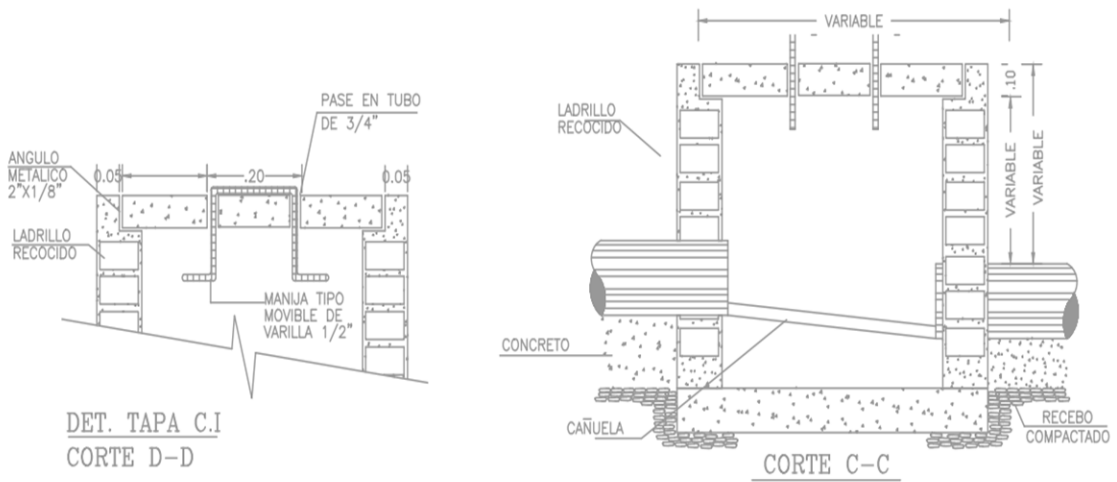 PASE EN TUBO
DE 3/4"
ANGULO
METALICO
2"X1/8"
0.05
.20
0.05
LADRILLO
RECOCIDO
MANIJA TIPO
MOVIBLE DE
VARILLA 1/2"
DET. TAPA C.I
CORTE D-D
VARIABLE
.10
VARIABLE
VARIABLE
LADRILLO
RECOCIDO
CONCRETO
CAÑUELA
RECEBO
COMPACTADO
CORTE C-C